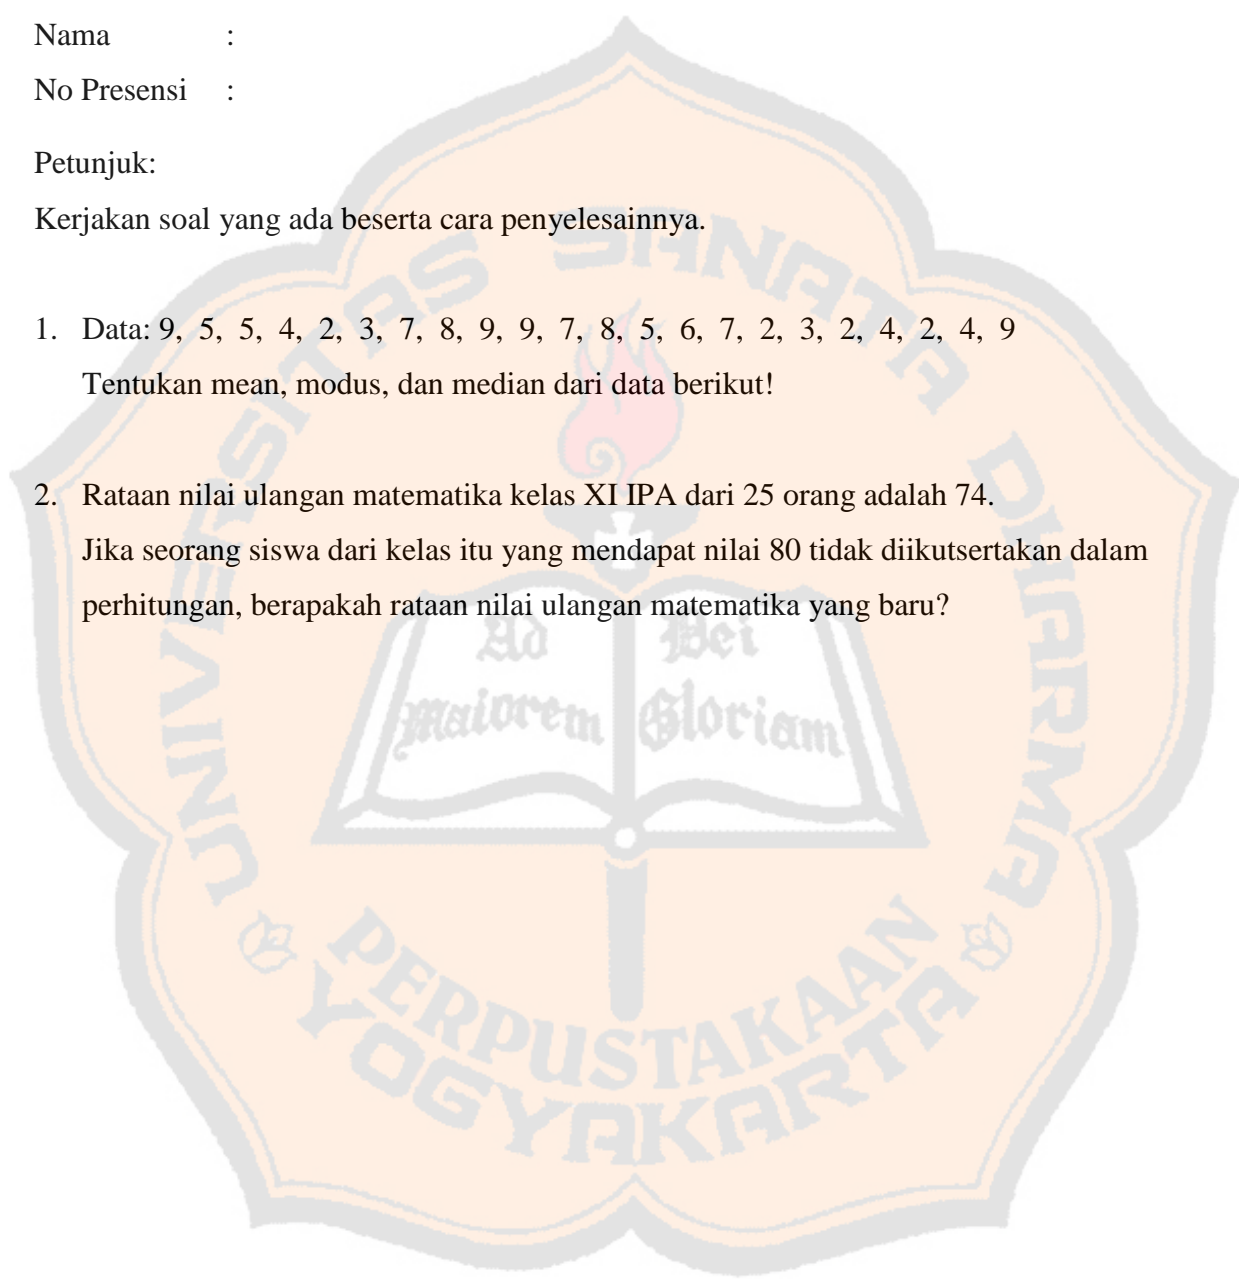 Nama :
No Presensi :
Petunjuk:
Kerjakan soal yang ada beserta cara penyelesainnya.
1. Data: 9, 5, 5, 4, 2, 3, 7, 8, 9, 9, 7, 8, 5, 6, 7, 2, 3, 2, 4, 2, 4, 9
Tentukan mean, modus, dan median dari data berikut!
2. Rataan nilai ulangan matematika kelas XI IPA dari 25 orang adalah 74.
Jika seorang siswa dari kelas itu yang mendapat nilai 80 tidak diikutsertakan dalam
perhitungan, berapakah rataan nilai ulangan matematika yang baru?
UNIVERSITAS SANATA DHARMA
Ad Dei
maiorem Gloriam
PERPUSTAKAAN
YOGYAKARTA